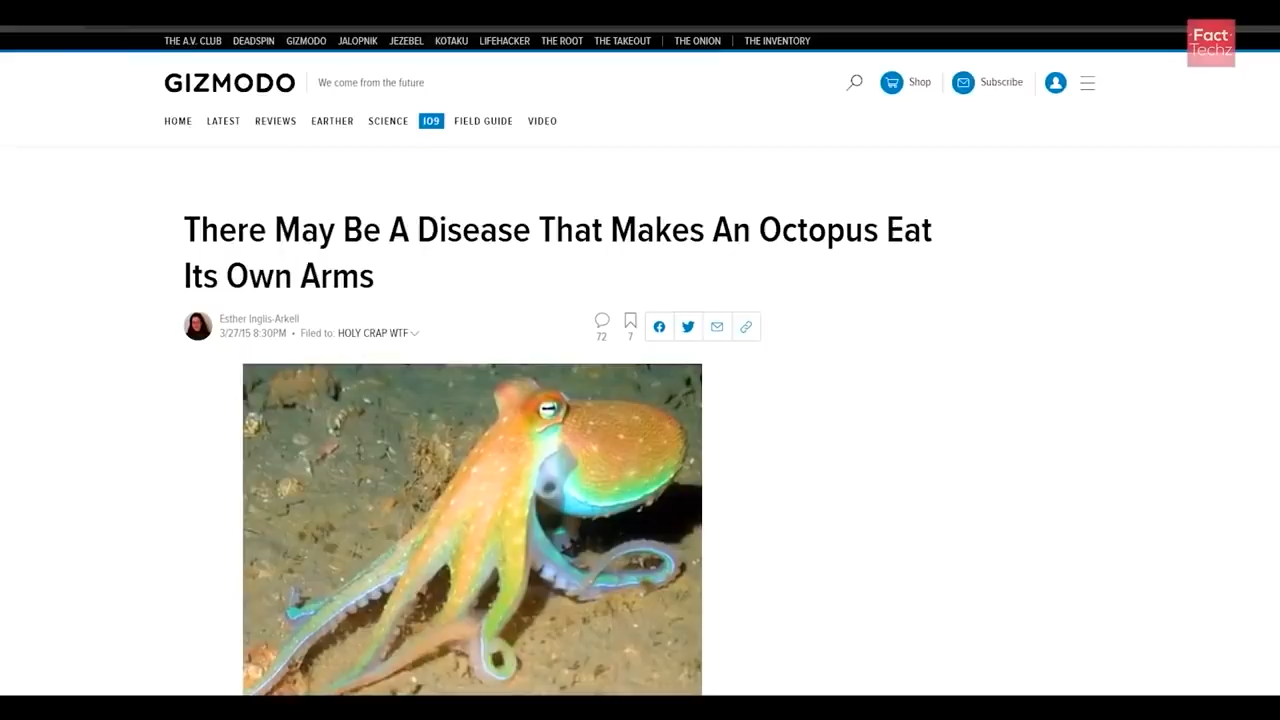 THE A.V. CLUB DEADSPIN GIZMODO JALOPNIK JEZEBEL KOTAKU LIFEHACKER THE ROOT THE TAKEOUT | THE ONION | THE INVENTORY
Fact
Techz
GIZMODO | We come from the future
Shop
Subscribe
HOME LATEST REVIEWS EARTHER SCIENCE IO9 FIELD GUIDE VIDEO
There May Be A Disease That Makes An Octopus Eat
Its Own Arms
Esther Inglis-Arkell
3/27/15 8:30PM • Filed to: HOLY CRAP WTF
72
7